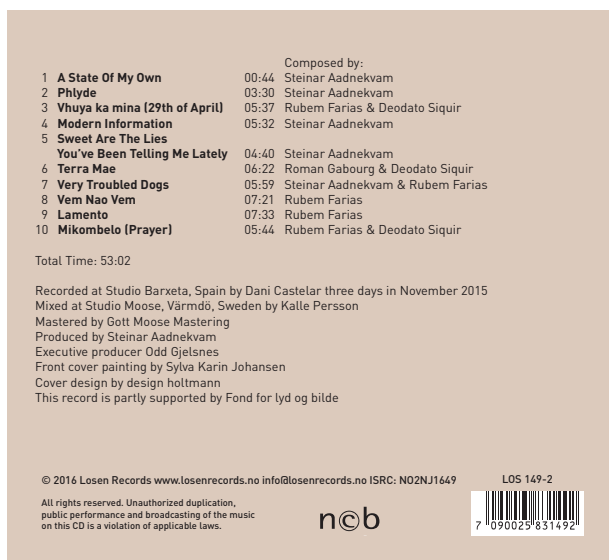 Composed by:
1 A State Of My Own 00:44 Steinar Aadnekvam
2 Phlyde 03:30 Steinar Aadnekvam
3 Vhuya ka mina (29th of April) 05:37 Rubem Farias & Deodato Siquir
4 Modern Information 05:32 Steinar Aadnekvam
5 Sweet Are The Lies
You've Been Telling Me Lately 04:40 Steinar Aadnekvam
6 Terra Mae 06:22 Roman Gabourg & Deodato Siquir
7 Very Troubled Dogs 05:59 Steinar Aadnekvam & Rubem Farias
8 Vem Nao Vem 07:21 Rubem Farias
9 Lamento 07:33 Rubem Farias
10 Mikombelo (Prayer) 05:44 Rubem Farias & Deodato Siquir
Total Time: 53:02
Recorded at Studio Barxeta, Spain by Dani Castelar three days in November 2015
Mixed at Studio Moose, Värmdö, Sweden by Kalle Persson
Mastered by Gott Moose Mastering
Produced by Steinar Aadnekvam
Executive producer Odd Gjelsnes
Front cover painting by Sylva Karin Johansen
Cover design by design holtmann
This record is partly supported by Fond for lyd og bilde
© 2016 Losen Records www.losenrecords.no info@losenrecords.no ISRC: NO2NJ1649
LOS 149-2
All rights reserved. Unauthorized duplication,
public performance and broadcasting of the music
on this CD is a violation of applicable laws.
n©b
7 090025 831492